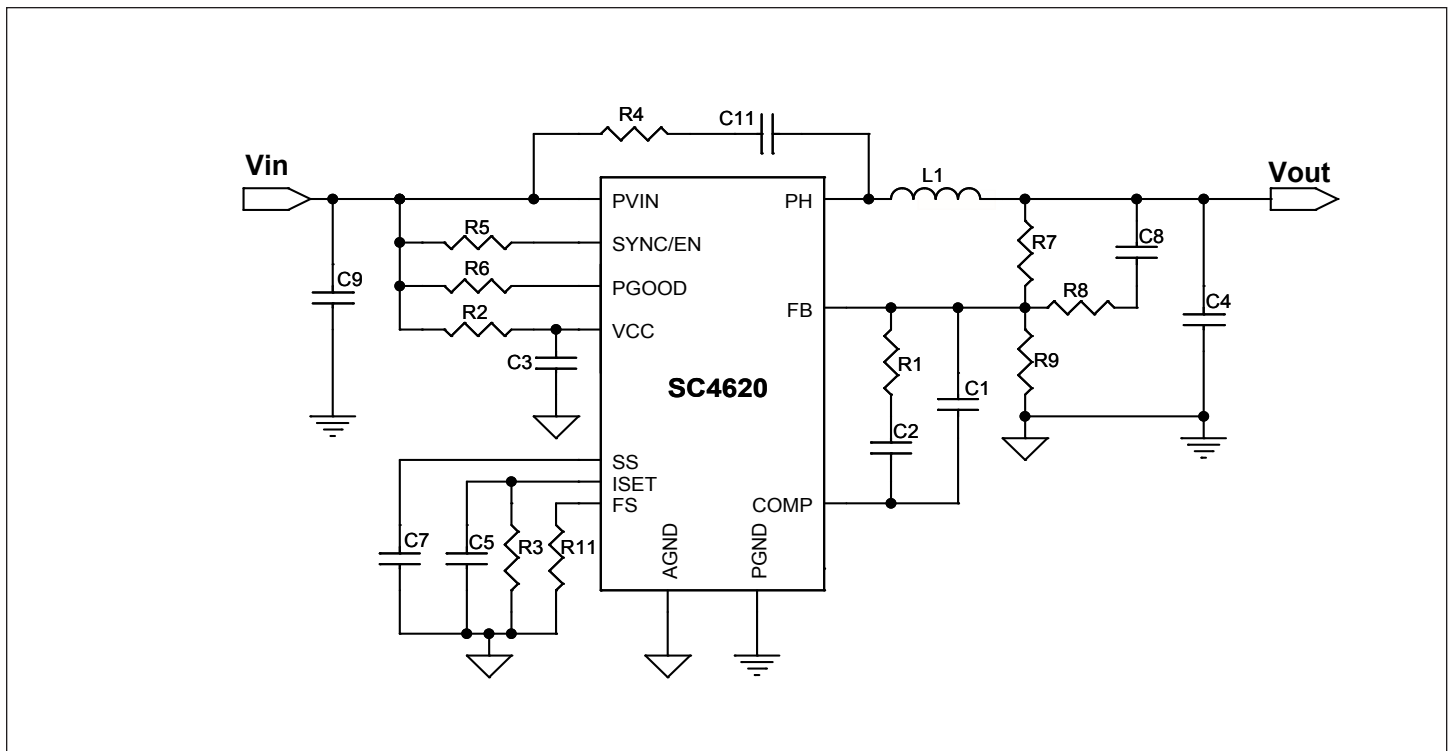 R4
C11
Vin
L1
Vout
PVIN
PH
R5
SYNC/EN
R7
C8
R6
PGOOD
C9
R8
FB
R2
VCC
C4
C3
R1
R9
SC4620
C1
C2
SS
ISET
FS
COMP
C7
C5
R3
R11
AGND
PGND